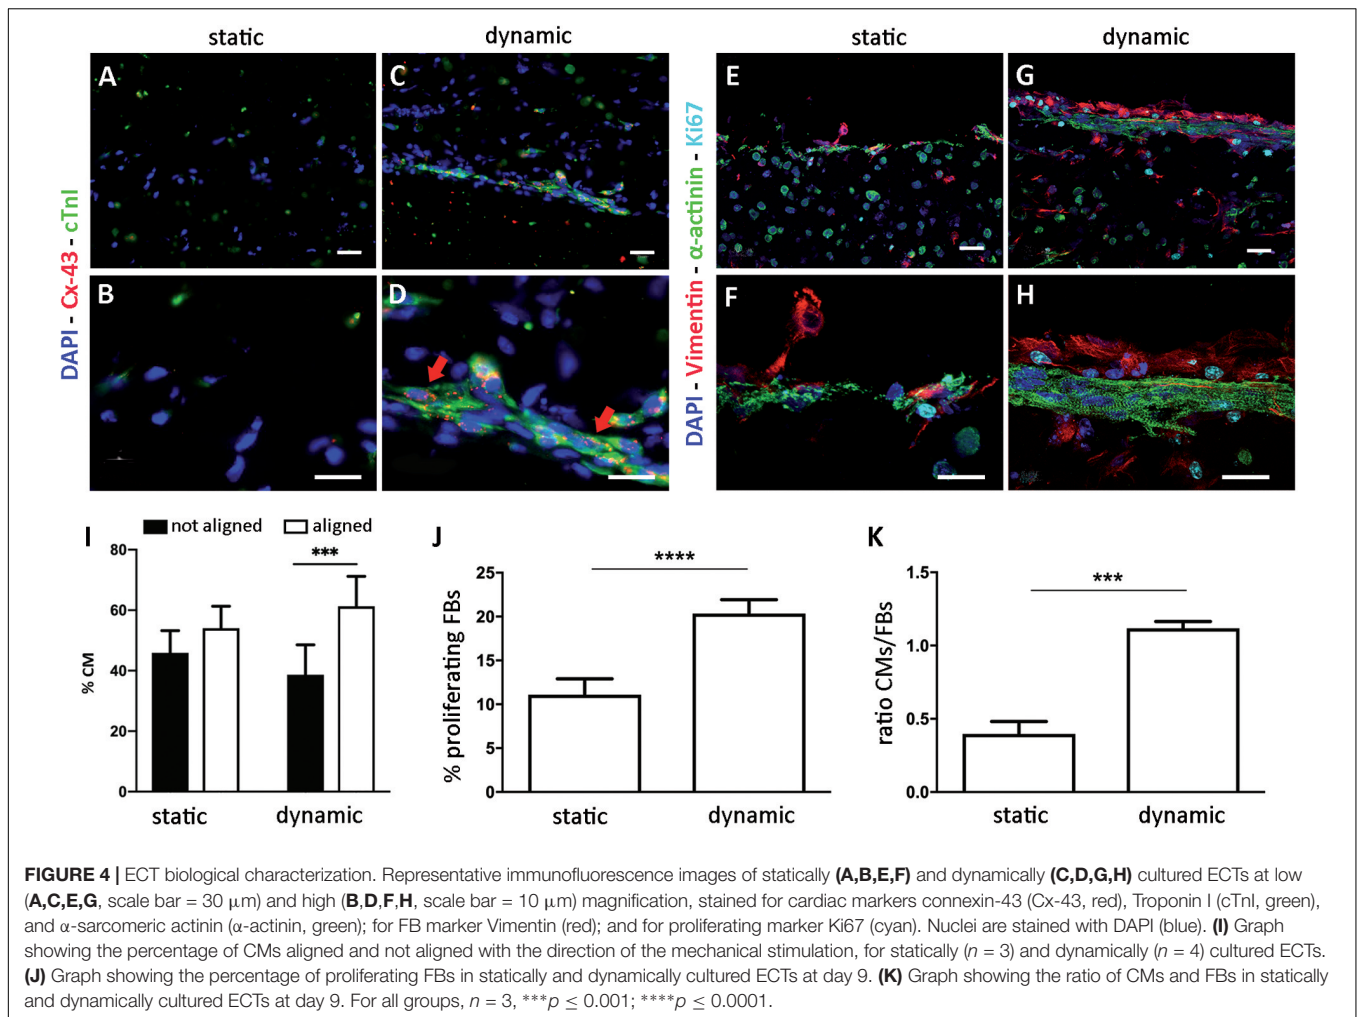 static dynamic
static dynamic
A
C
E
G
B
D
F
H
DAPI - Cx-43 - cTnI
DAPI - Vimentin - α-actinin - Ki67
I
not aligned aligned
***
80
60
40
20
0
% CM
static dynamic
J
****
25
20
15
10
5
0
% proliferating FBs
static dynamic
K
***
1.5
1.0
0.5
0.0
ratio CMs/FBs
static dynamic
FIGURE 4 | ECT biological characterization. Representative immunofluorescence images of statically (A,B,E,F) and dynamically (C,D,G,H) cultured ECTs at low
(A,C,E,G, scale bar = 30 μm) and high (B,D,F,H, scale bar = 10 μm) magnification, stained for cardiac markers connexin-43 (Cx-43, red), Troponin I (cTnI, green),
and α-sarcomeric actinin (α-actinin, green); for FB marker Vimentin (red); and for proliferating marker Ki67 (cyan). Nuclei are stained with DAPI (blue). (I) Graph
showing the percentage of CMs aligned and not aligned with the direction of the mechanical stimulation, for statically (n = 3) and dynamically (n = 4) cultured ECTs.
(J) Graph showing the percentage of proliferating FBs in statically and dynamically cultured ECTs at day 9. (K) Graph showing the ratio of CMs and FBs in statically
and dynamically cultured ECTs at day 9. For all groups, n = 3, ***p ≤ 0.001; ****p ≤ 0.0001.